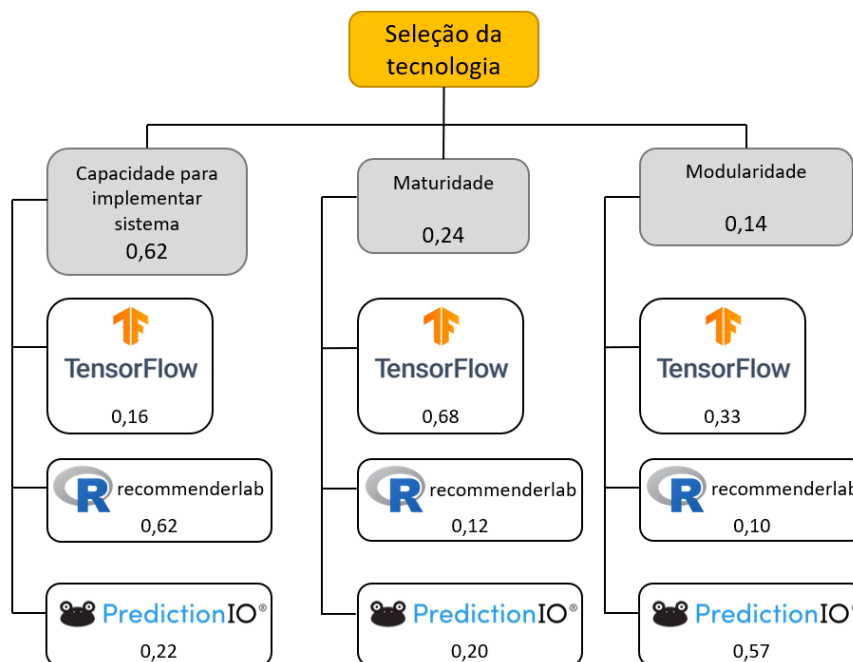 Seleção da
tecnologia
Capacidade para
implementar
sistema
0,62
Maturidade
0,24
Modularidade
0,14
TensorFlow
0,16
TensorFlow
0,68
TensorFlow
0,33
R recommenderlab
0,62
R recommenderlab
0,12
R recommenderlab
0,10
PredictionIO®
0,22
PredictionIO®
0,20
PredictionIO®
0,57